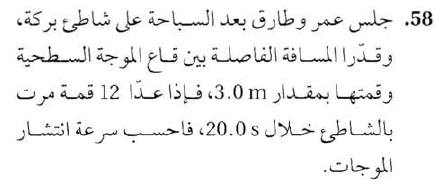 58. جلس عمر وطارق بعد السباحة على شاطئ بركة،
وقدّرا المسافة الفاصلة بين قاع الموجة السطحية
وقمتها بمقدار 3.0 m، فإذا عدّا 12 قمة مرت
بالشاطئ خلال 20.0 s، فاحسب سرعة انتشار
الموجات.